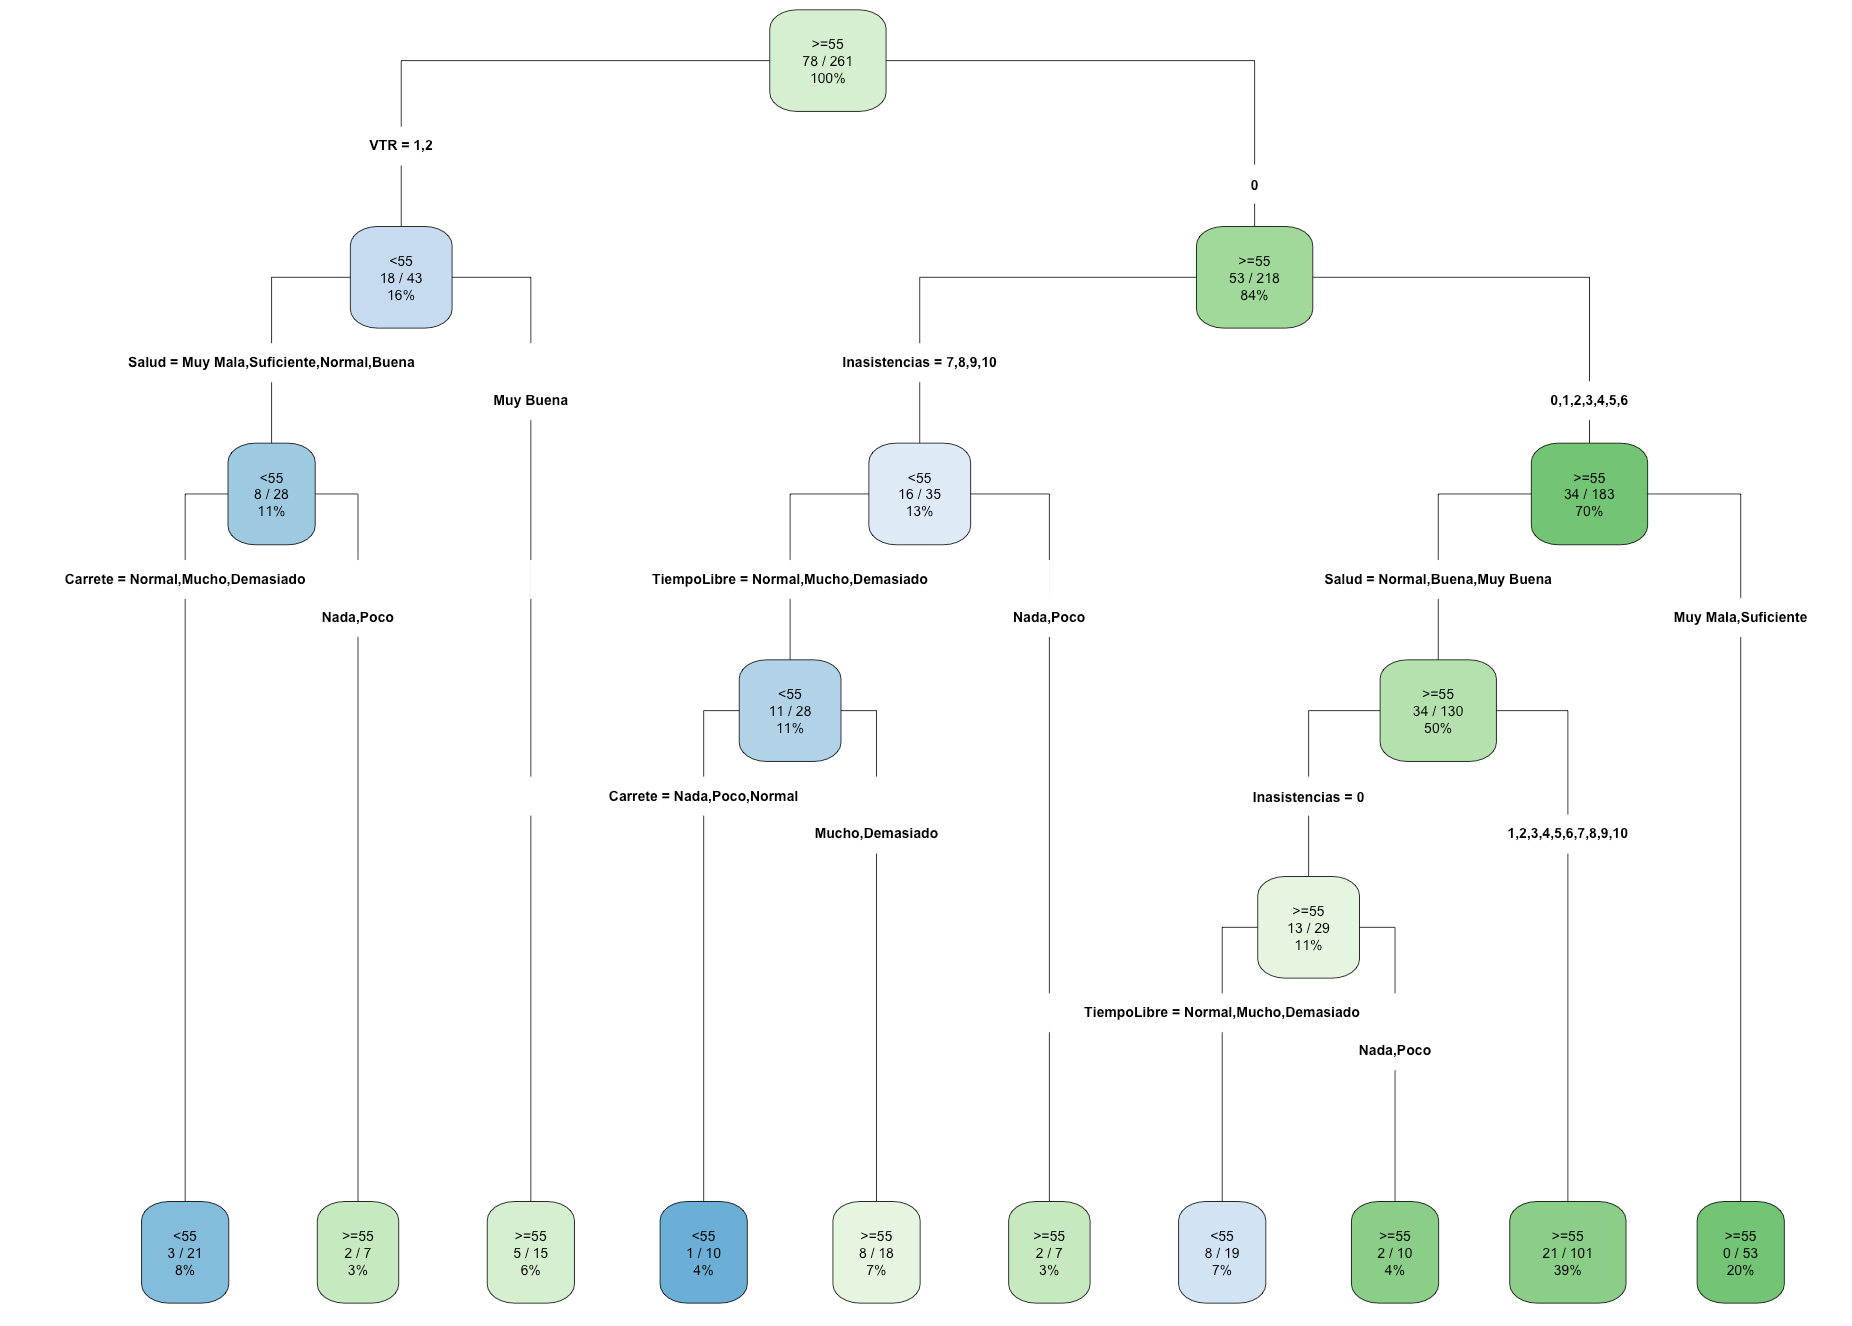 >=55
78 / 261
100%
VTR = 1,2
0
<55
18 / 43
16%
>=55
53 / 218
84%
Salud = Muy Mala,Suficiente,Normal,Buena
Muy Buena
Inasistencias = 7,8,9,10
0,1,2,3,4,5,6
<55
8 / 28
11%
<55
16 / 35
13%
>=55
34 / 183
70%
Carrete = Normal,Mucho,Demasiado
Nada,Poco
TiempoLibre = Normal,Mucho,Demasiado
Nada,Poco
Salud = Normal,Buena,Muy Buena
Muy Mala,Suficiente
<55
11 / 28
11%
>=55
34 / 130
50%
Carrete = Nada,Poco,Normal
Mucho,Demasiado
Inasistencias = 0
1,2,3,4,5,6,7,8,9,10
>=55
13 / 29
11%
TiempoLibre = Normal,Mucho,Demasiado
Nada,Poco
<55
3 / 21
8%
>=55
2 / 7
3%
>=55
5 / 15
6%
<55
1 / 10
4%
>=55
8 / 18
7%
>=55
2 / 7
3%
<55
8 / 19
7%
>=55
2 / 10
4%
>=55
21 / 101
39%
>=55
0 / 53
20%